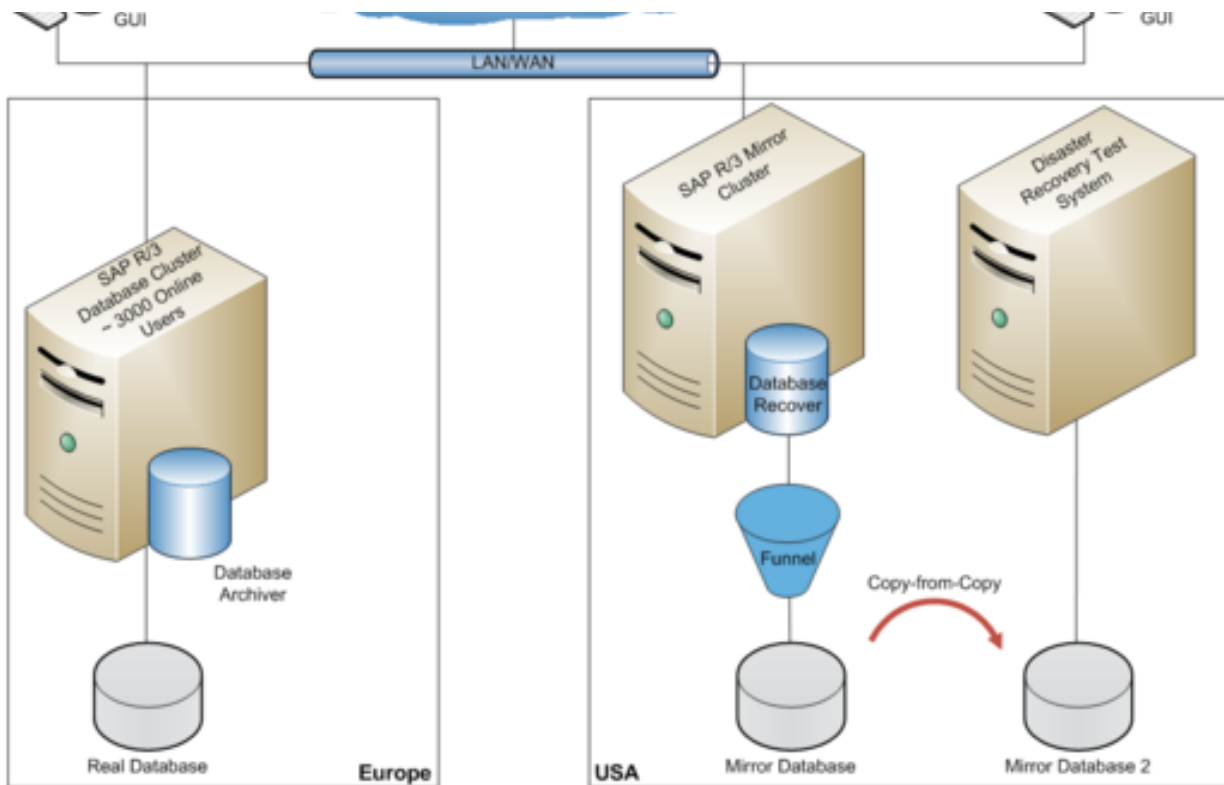 GUI
GUI
LAN/WAN
SAP R/3
Database Cluster
~ 3000 Online
Users
Database
Archiver
Real Database
Europe
SAP R/3 Mirror
Cluster
Disaster
Recovery Test
System
Database
Recover
Funnel
Copy-from-Copy
Mirror Database
Mirror Database 2
USA